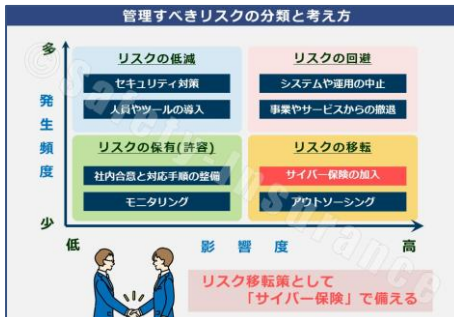 管理すべきリスクの分類と考え方
多
リスクの低減
リスクの回避
セキュリティ対策
システムや運用の中止
人員やツールの導入
事業やサービスからの撤退
発生頻度
リスクの保有(許容)
リスクの移転
社内合意と対応手順の整備
サイバー保険の加入
モニタリング
アウトソーシング
少
低
影響度
高
リスク移転策として
「サイバー保険」で備える
©Safety-Insurance